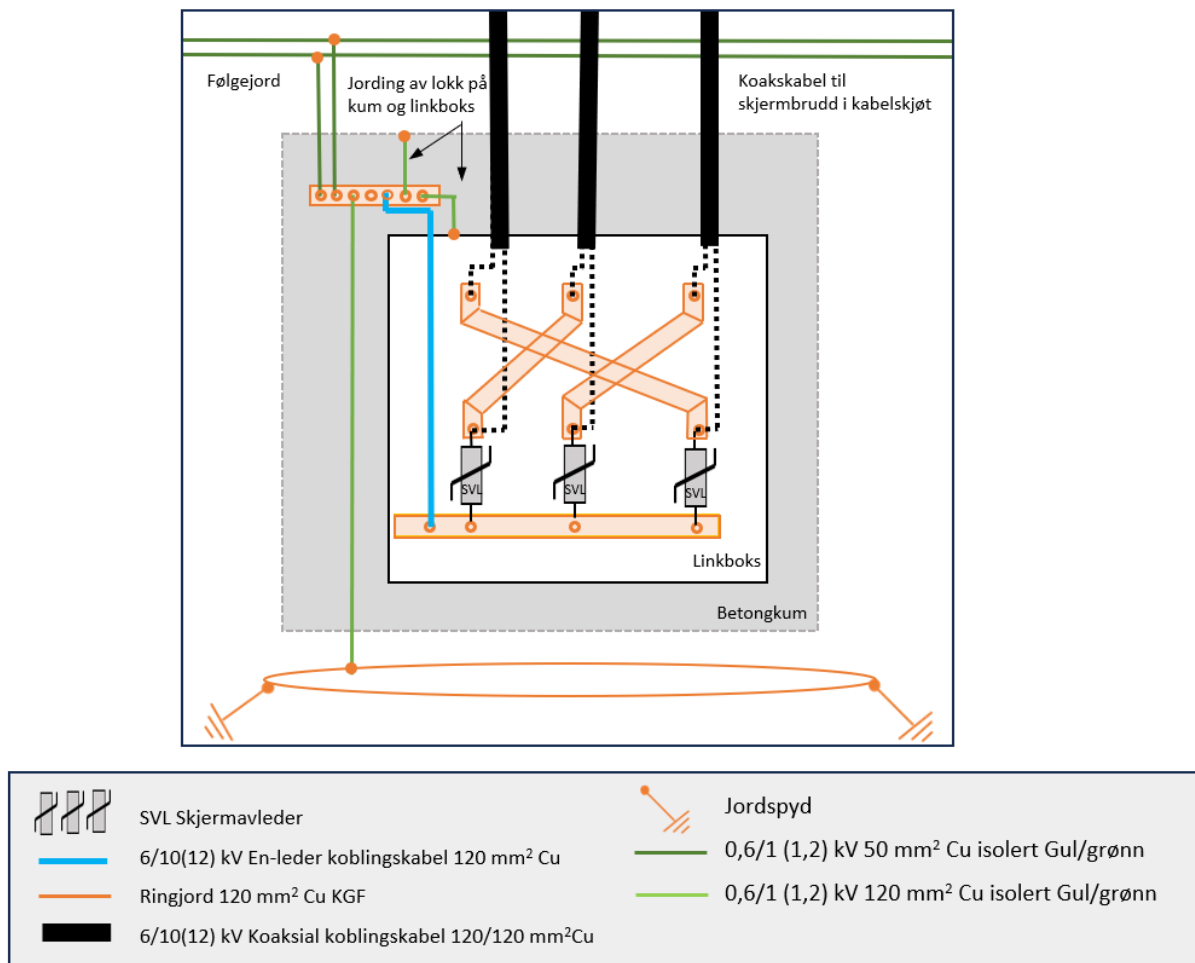 Følgejord
Jording av lokk på
kum og linkboks
Koakskabel til
skjermbrudd i kabelskjøt
SVL
SVL
SVL
Linkboks
Betongkum
SVL Skjermavleder
6/10(12) kV En-leder koblingskabel 120 mm² Cu
Ringjord 120 mm² Cu KGF
6/10(12) kV Koaksial koblingskabel 120/120 mm²Cu
Jordspyd
0,6/1 (1,2) kV 50 mm² Cu isolert Gul/grønn
0,6/1 (1,2) kV 120 mm² Cu isolert Gul/grønn